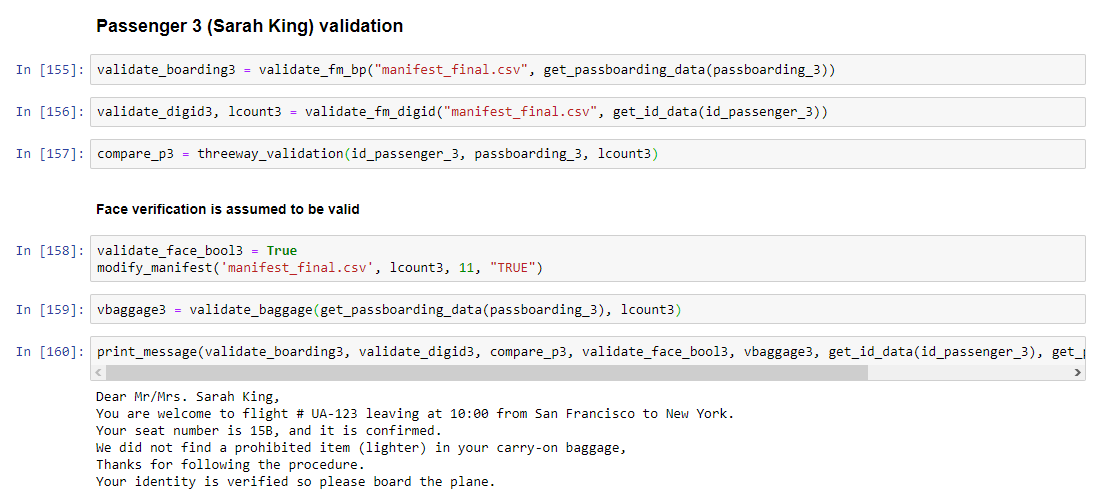 Passenger 3 (Sarah King) validation
In [155]: validate_boarding3 = validate_fm_bp("manifest_final.csv", get_passboarding_data(passboarding_3))
In [156]: validate_digid3, lcount3 = validate_fm_digid("manifest_final.csv", get_id_data(id_passenger_3))
In [157]: compare_p3 = threeway_validation(id_passenger_3, passboarding_3, lcount3)
Face verification is assumed to be valid
In [158]: validate_face_bool3 = True
modify_manifest('manifest_final.csv', lcount3, 11, "TRUE")
In [159]: vbaggage3 = validate_baggage(get_passboarding_data(passboarding_3), lcount3)
In [160]: print_message(validate_boarding3, validate_digid3, compare_p3, validate_face_bool3, vbaggage3, get_id_data(id_passenger_3), get_
Dear Mr/Mrs. Sarah King,
You are welcome to flight # UA-123 leaving at 10:00 from San Francisco to New York.
Your seat number is 15B, and it is confirmed.
We did not find a prohibited item (lighter) in your carry-on baggage,
Thanks for following the procedure.
Your identity is verified so please board the plane.